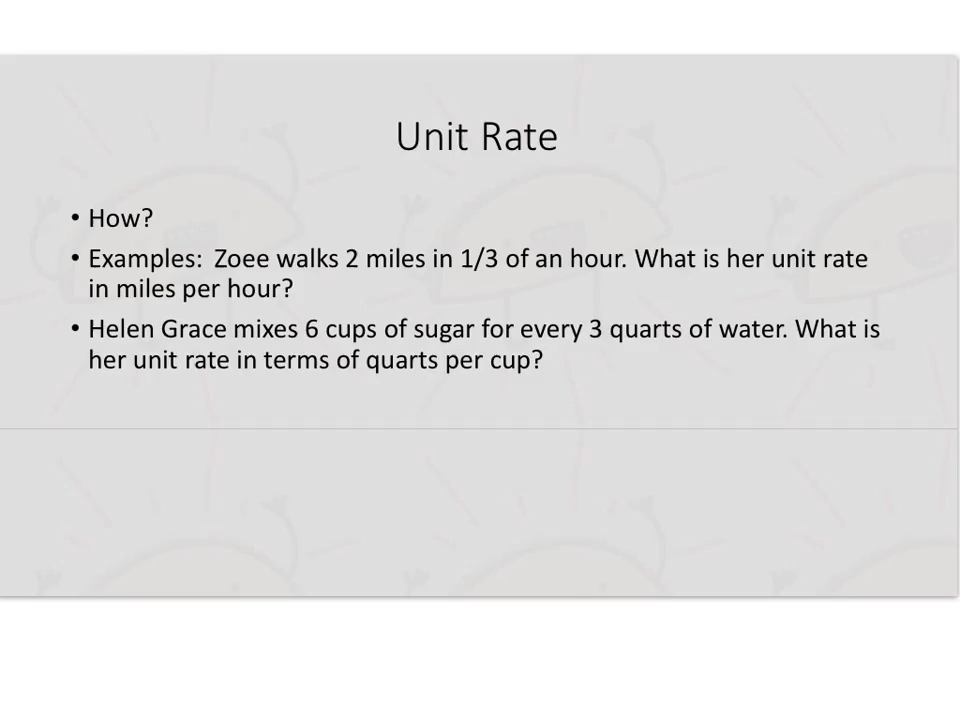 Unit Rate
• How?
• Examples:  Zoee walks 2 miles in 1/3 of an hour. What is her unit rate
in miles per hour?
• Helen Grace mixes 6 cups of sugar for every 3 quarts of water. What is
her unit rate in terms of quarts per cup?